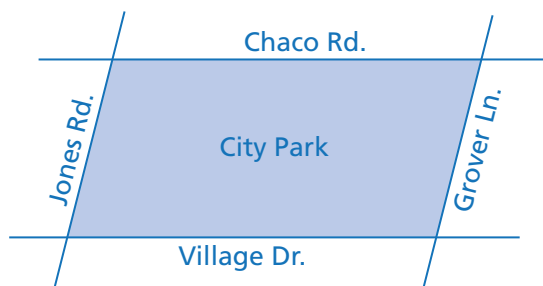 Chaco Rd.
Jones Rd.
City Park
Grover Ln.
Village Dr.